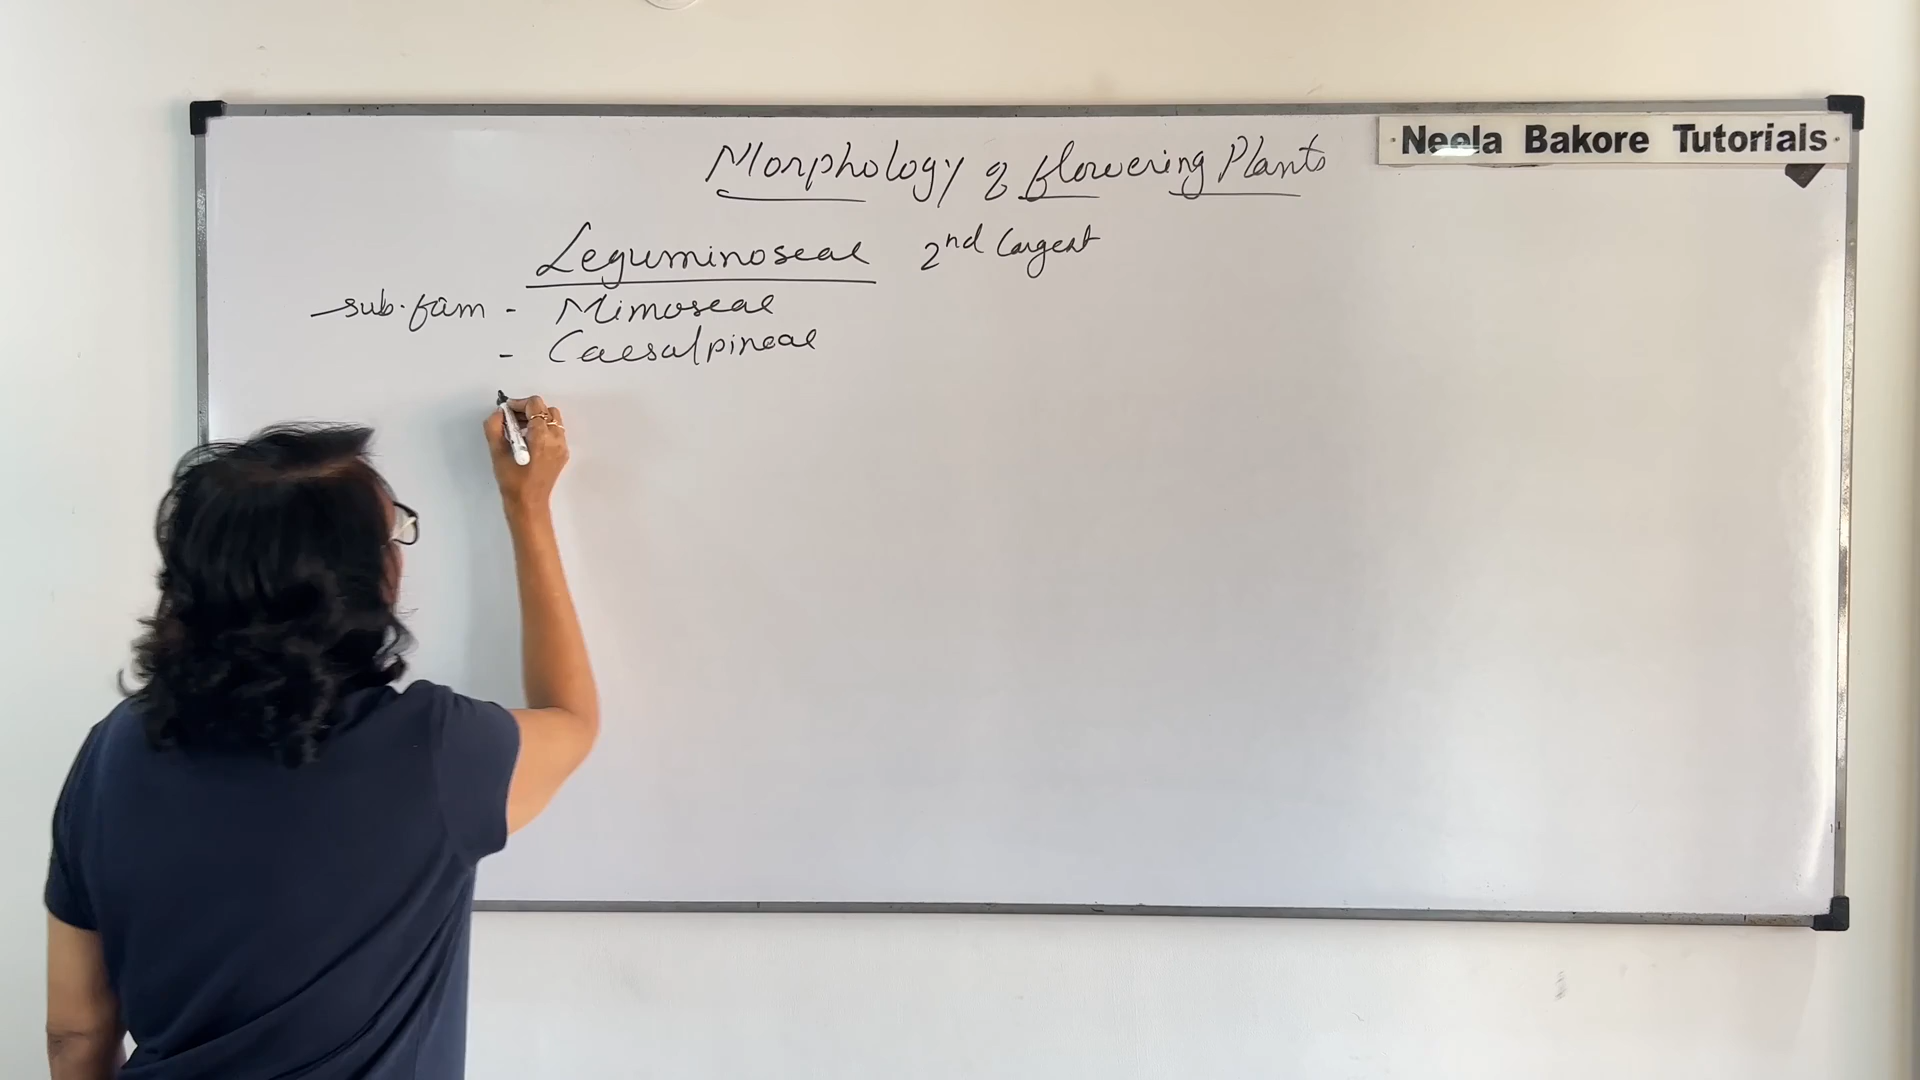 Neela Bakore Tutorials
Morphology of flowering Plants
Leguminoseae 2nd largest
sub. fam - Mimoseae
- Caesalpineae